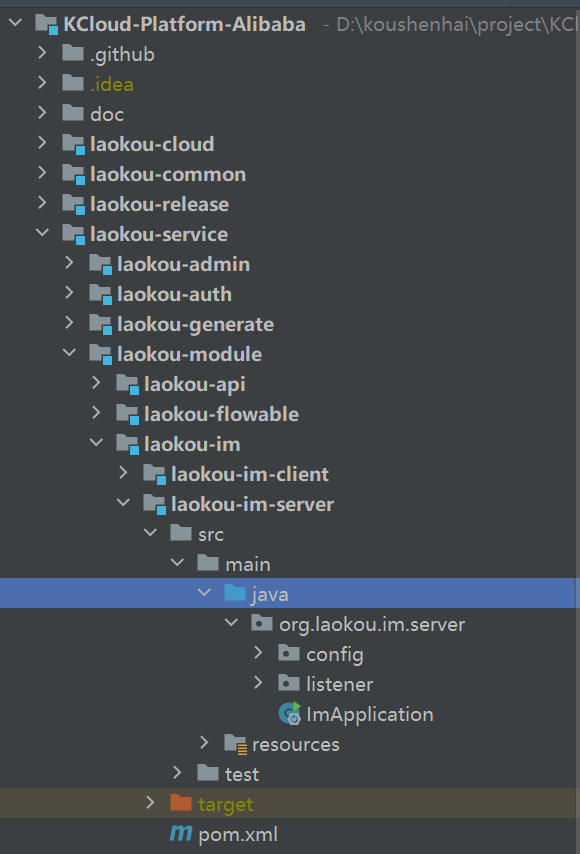 KCloud-Platform-Alibaba - D:\koushenhai\project\KCl
.github
.idea
doc
laokou-cloud
laokou-common
laokou-release
laokou-service
laokou-admin
laokou-auth
laokou-generate
laokou-module
laokou-api
laokou-flowable
laokou-im
laokou-im-client
laokou-im-server
src
main
java
org.laokou.im.server
config
listener
ImApplication
resources
test
target
pom.xml